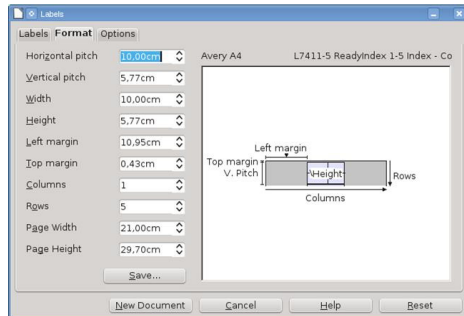 Labels
Labels Format Options
Horizontal pitch 10,00cm
Vertical pitch 5,77cm
Width 10,00cm
Height 5,77cm
Left margin 10,95cm
Top margin 0,43cm
Columns 1
Rows 5
Page Width 21,00cm
Page Height 29,70cm
Save...
Avery A4 L7411-5 ReadyIndex 1-5 Index - Co
Left margin
Top margin
V. Pitch
Height
Rows
Columns
New Document Cancel Help Reset